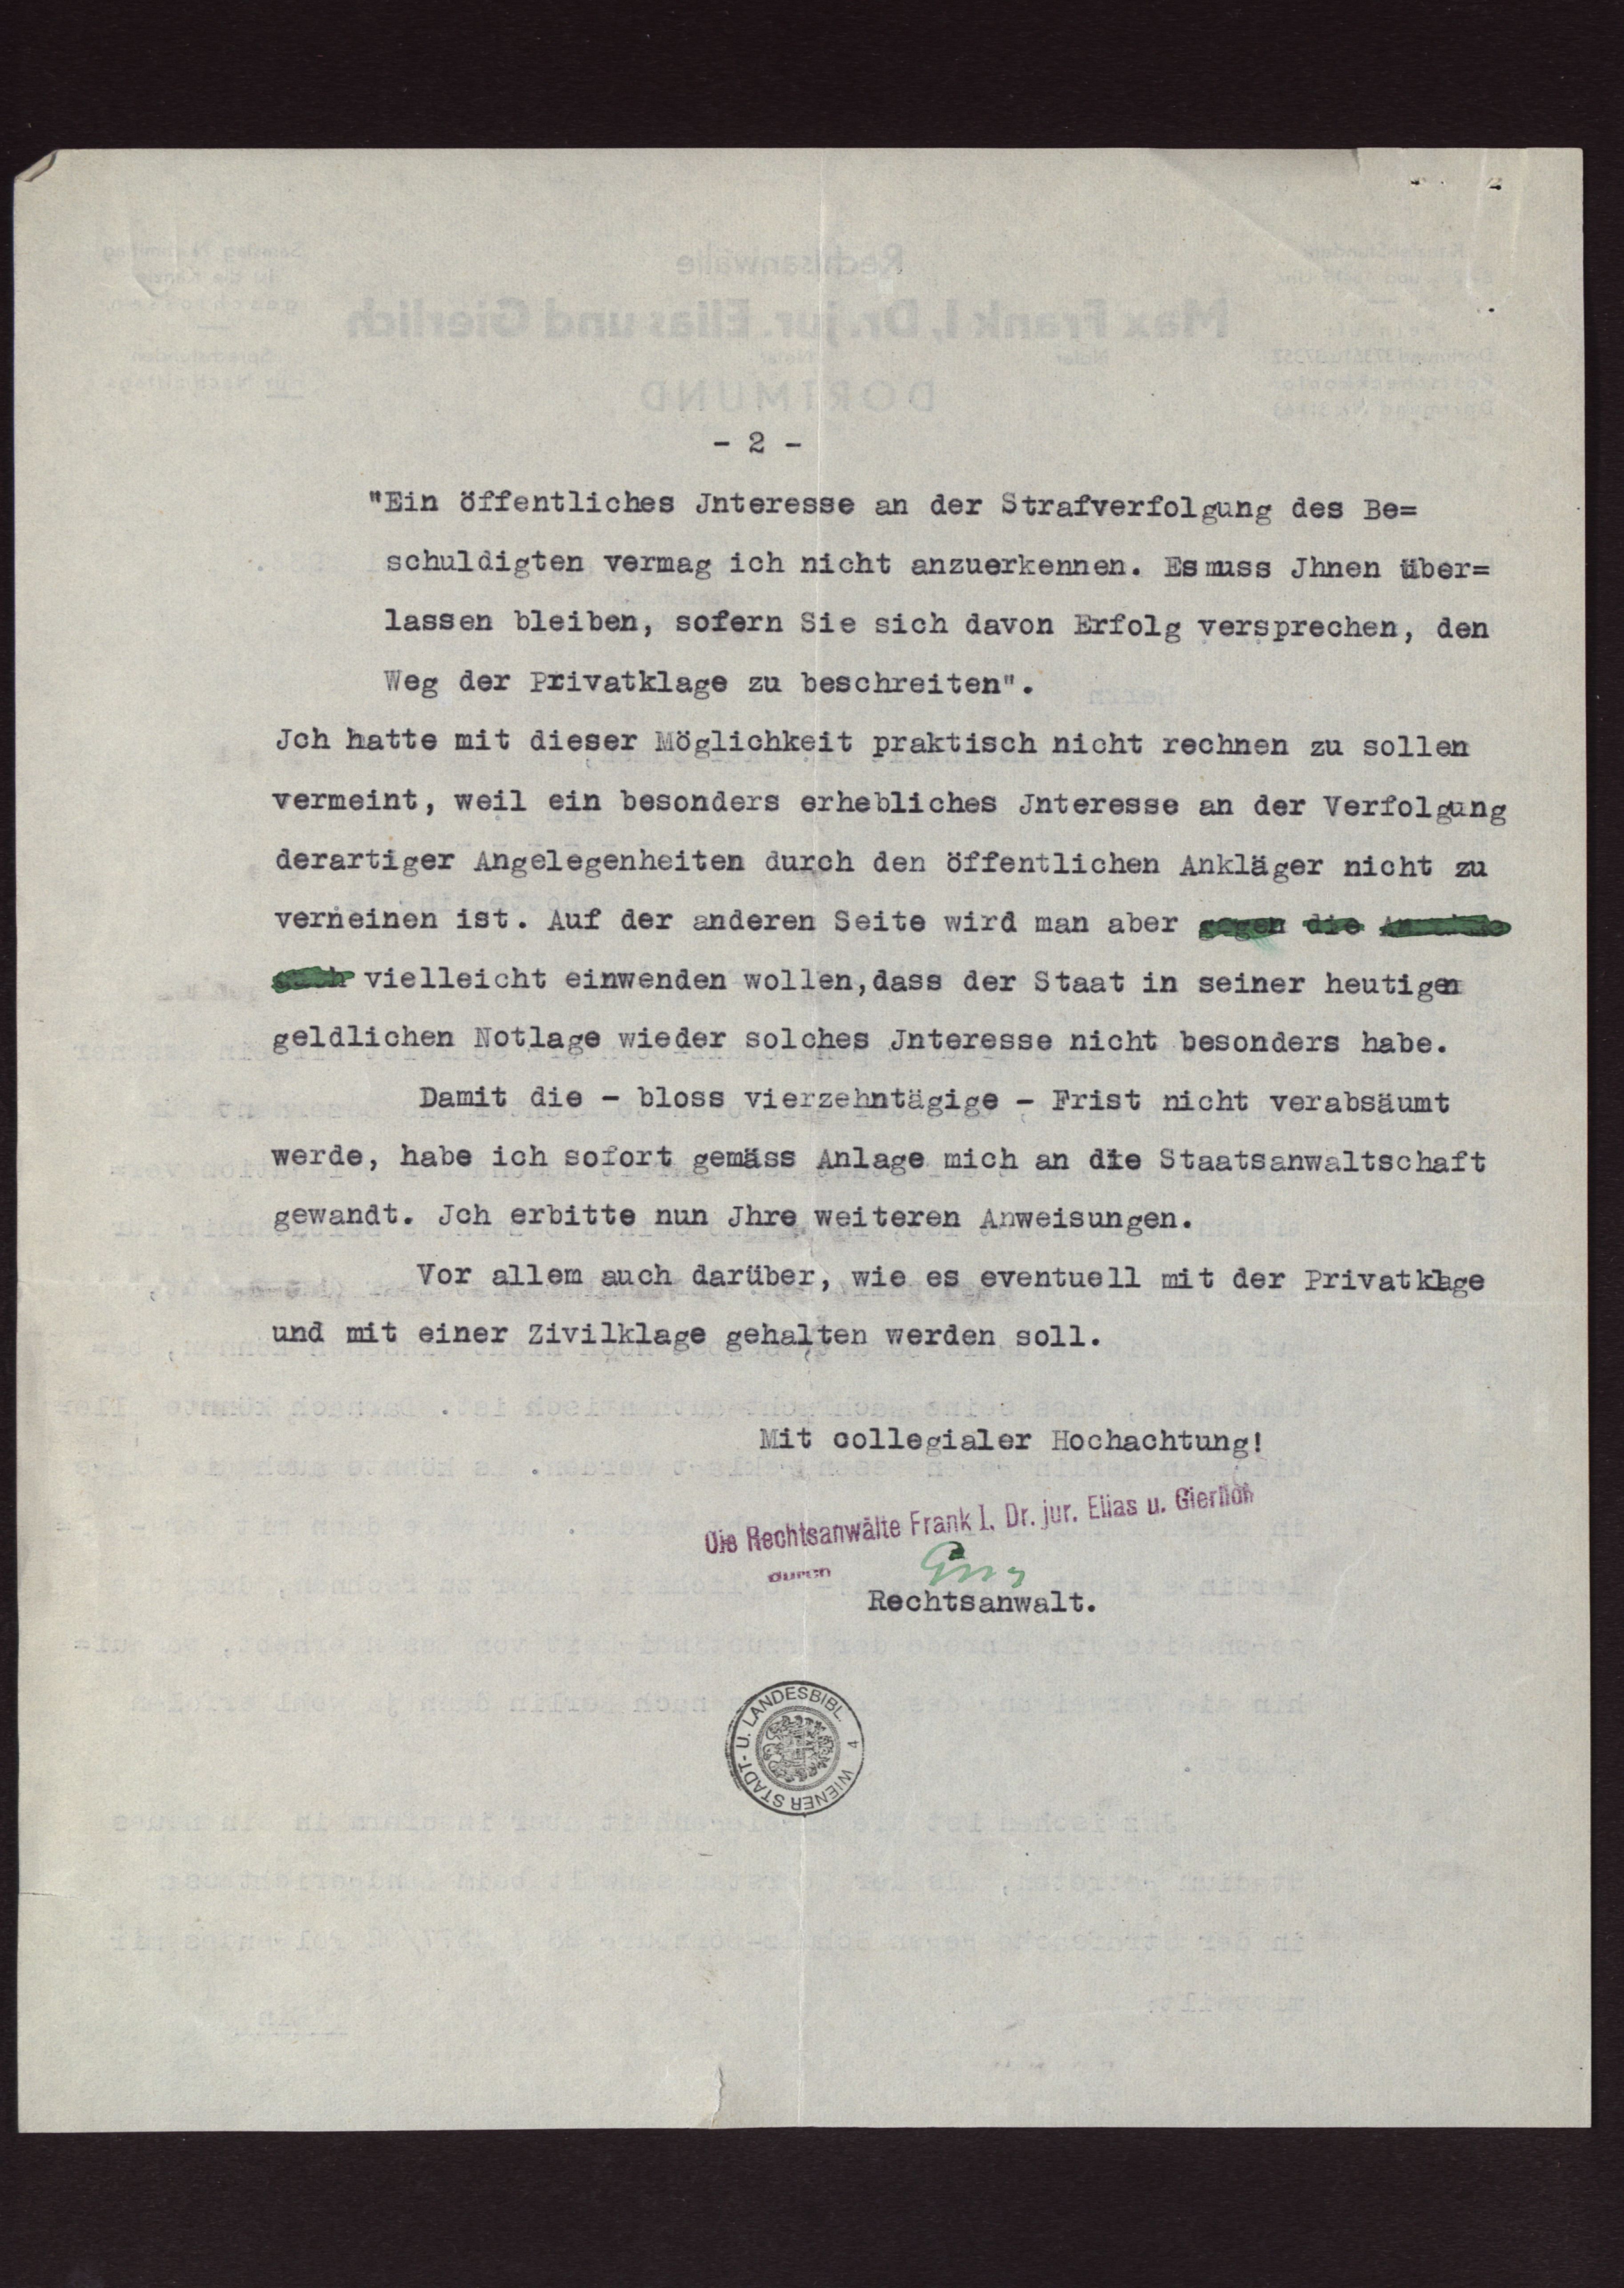 - 2 -
"Ein öffentliches Jnteresse an der Strafverfolgung des Be=
schuldigten vermag ich nicht anzuerkennen. Es muss Jhnen über=
lassen bleiben, sofern Sie sich davon Erfolg versprechen, den
Weg der Privatklage zu beschreiten".
Jch hatte mit dieser Möglichkeit praktisch nicht rechnen zu sollen
vermeint, weil ein besonders erhebliches Jnteresse an der Verfolgung
derartiger Angelegenheiten durch den öffentlichen Ankläger nicht zu
verneinen ist. Auf der anderen Seite wird man aber gegen die
vielleicht einwenden wollen, dass der Staat in seiner heutigen
geldlichen Notlage wieder solches Jnteresse nicht besonders habe.
Damit die - bloss vierzehntägige - Frist nicht verabsäumt
werde, habe ich sofort gemäss Anlage mich an die Staatsanwaltschaft
gewandt. Jch erbitte nun Jhre weiteren Anweisungen.
Vor allem auch darüber, wie es eventuell mit der Privatklage
und mit einer Zivilklage gehalten werden soll.
Mit collegialer Hochachtung!
Die Rechtsanwälte Frank I. Dr. jur. Elias u. Gierlich
durch
Rechtsanwalt.
WIENER STADT- U. LANDESBIBL. 4